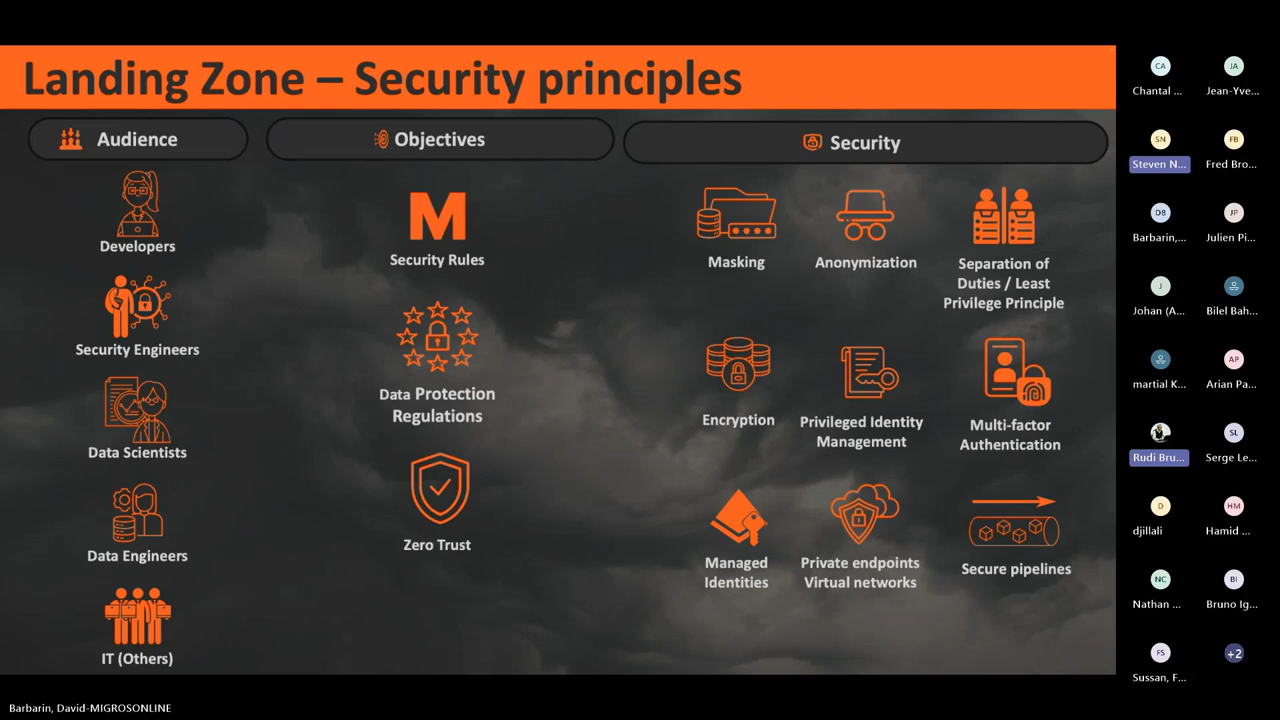 Landing Zone – Security principles
Audience
Objectives
Security
Developers
Security Engineers
Data Scientists
Data Engineers
IT (Others)
M
Security Rules
Data Protection
Regulations
Zero Trust
Masking
Anonymization
Separation of
Duties / Least
Privilege Principle
Encryption
Privileged Identity
Management
Multi-factor
Authentication
Managed
Identities
Private endpoints
Virtual networks
Secure pipelines
CA
JA
Chantal ...
Jean-Yve...
SN
FB
Steven N...
Fred Bro...
DB
JP
Barbarin,...
Julien Pi...
J
Johan (A...
Bilel Bah...
AP
martial K...
Arian Pa...
SL
Rudi Bru...
Serge Le...
D
HM
djillali
Hamid ...
NC
BI
Nathan ...
Bruno Ig...
FS
+2
Sussan, F...
Barbarin, David-MIGROSONLINE